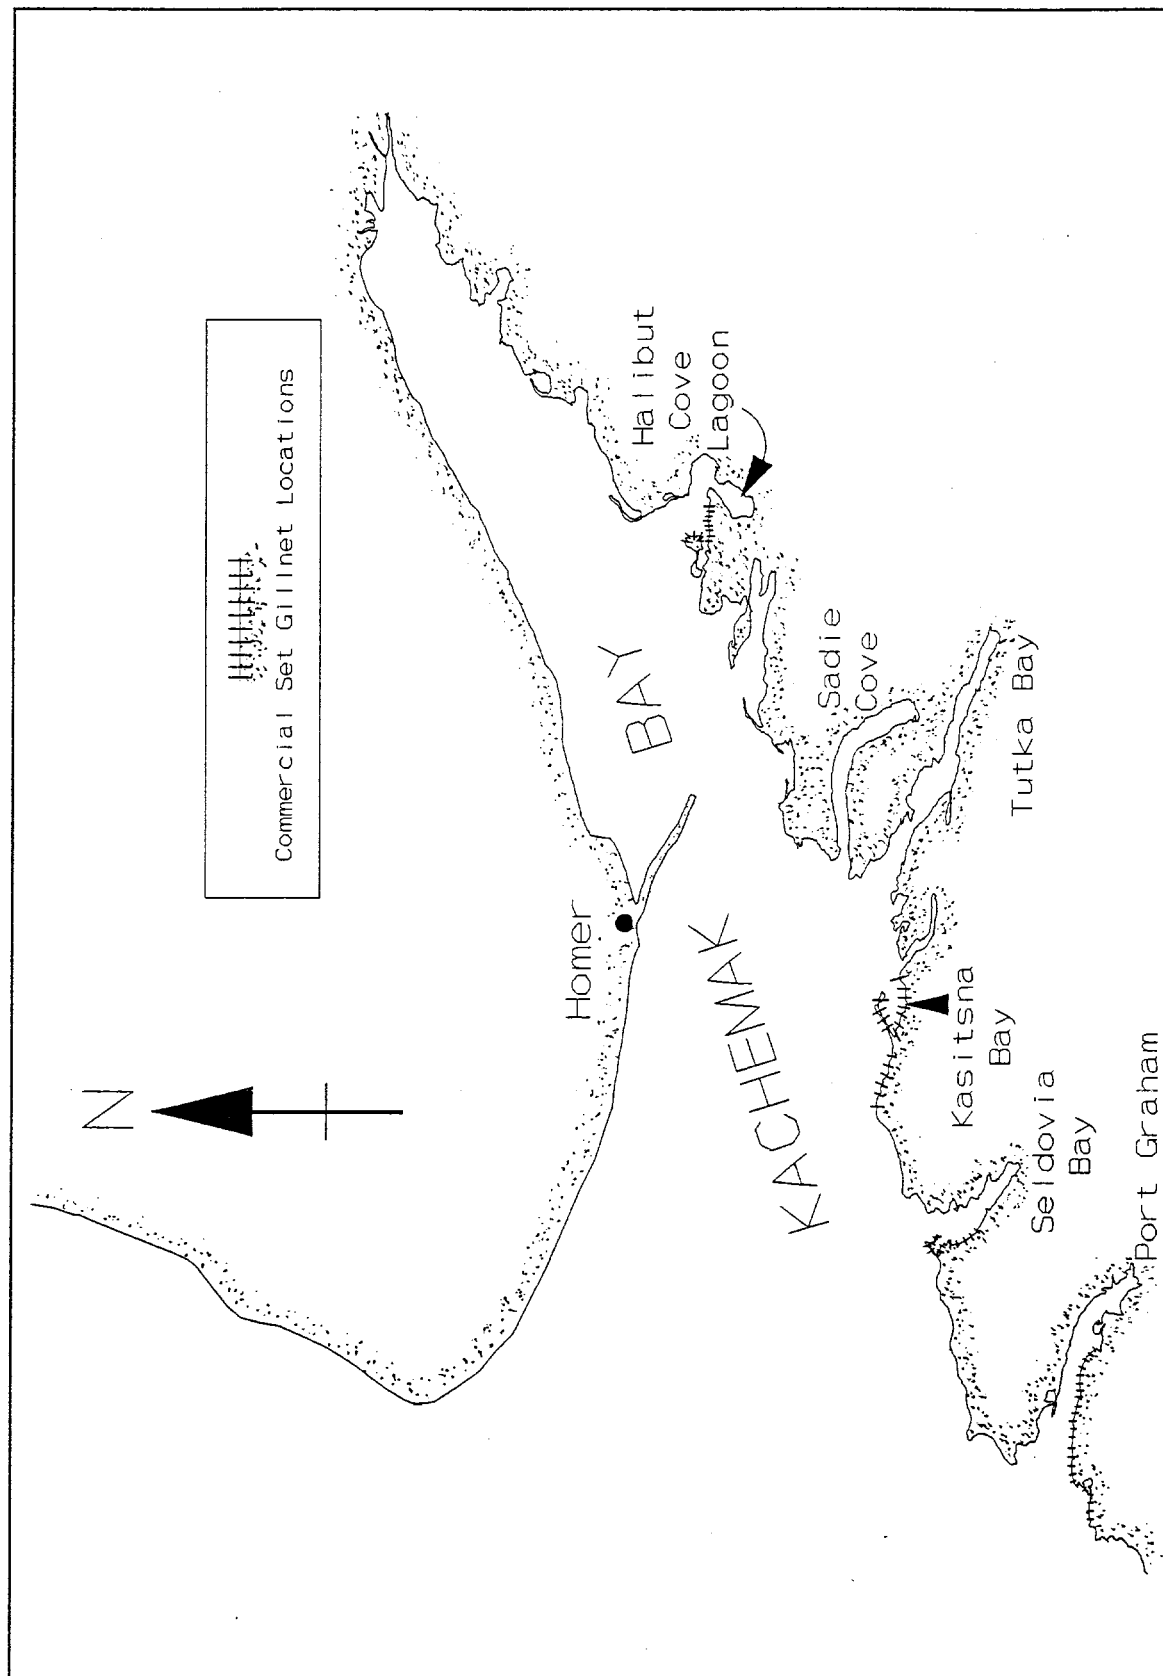 N
Commercial Set Gillnet Locations
Homer
KACHEMAK
BAY
Halibut
Cove
Lagoon
Sadie
Cove
Tutka Bay
Kasitsna
Bay
Seldovia
Bay
Port Graham